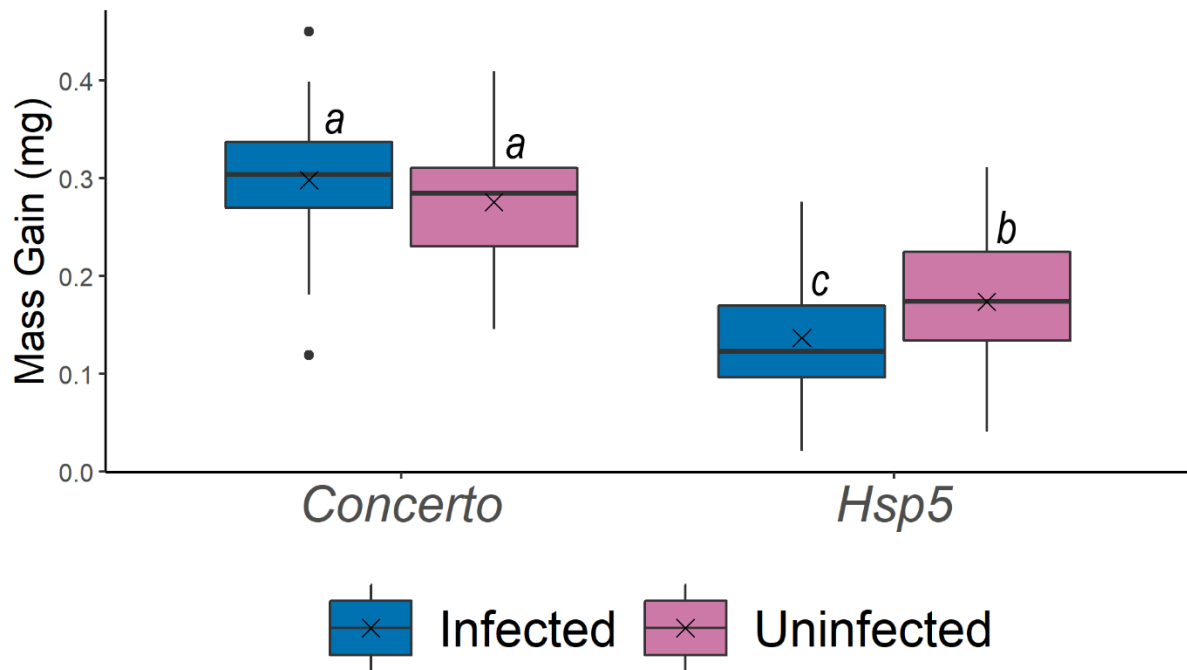 Mass Gain (mg)
0.4
0.3
0.2
0.1
0.0
a
a
c
b
Concerto
Hsp5
Infected
Uninfected